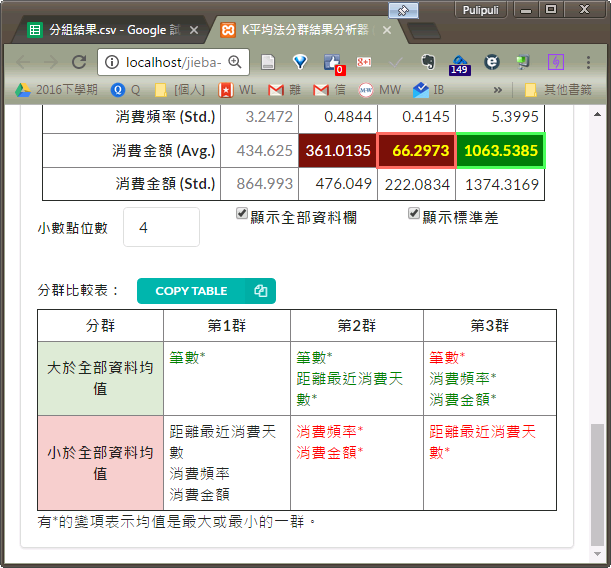 Pulipuli
分組結果.csv - Google 試
K平均法分群結果分析器
localhost/jieba-
0
149
2016下學期 Q [個人] WL 離 信 MW IB » 其他書籤
消費頻率 (Std.) 3.2472 0.4844 0.4145 5.3995
消費金額 (Avg.) 434.625 361.0135 66.2973 1063.5385
消費金額 (Std.) 864.993 476.049 222.0834 1374.3169
小數點位數 4 顯示全部資料欄 顯示標準差
分群比較表： COPY TABLE
分群 第1群 第2群 第3群
大於全部資料均值
筆數*
筆數*
距離最近消費天
數*
筆數*
消費頻率*
消費金額*
小於全部資料均值
距離最近消費天
數
消費頻率
消費金額
消費頻率*
消費金額*
距離最近消費天
數*
有*的變項表示均值是最大或最小的一群。